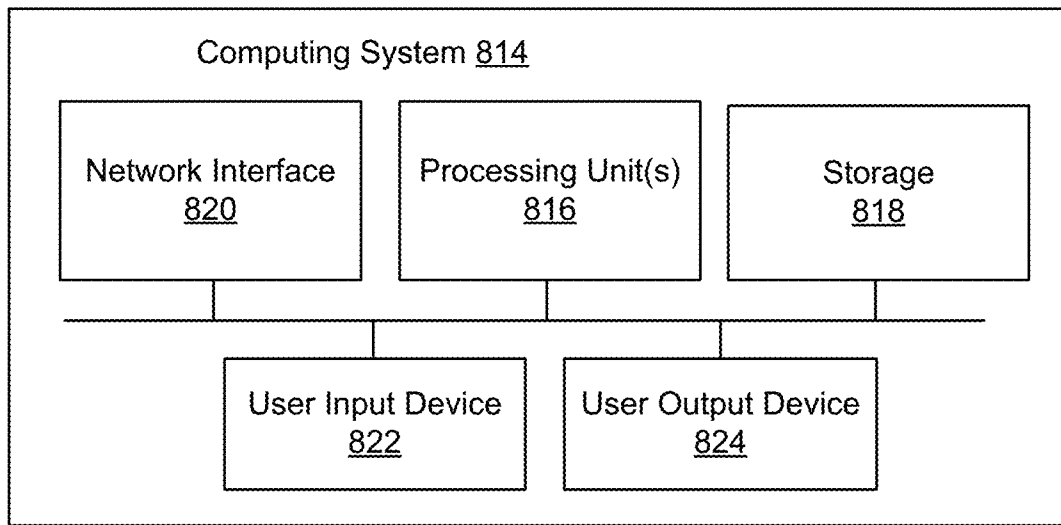 Computing System 814
Network Interface
820
Processing Unit(s)
816
Storage
818
User Input Device
822
User Output Device
824